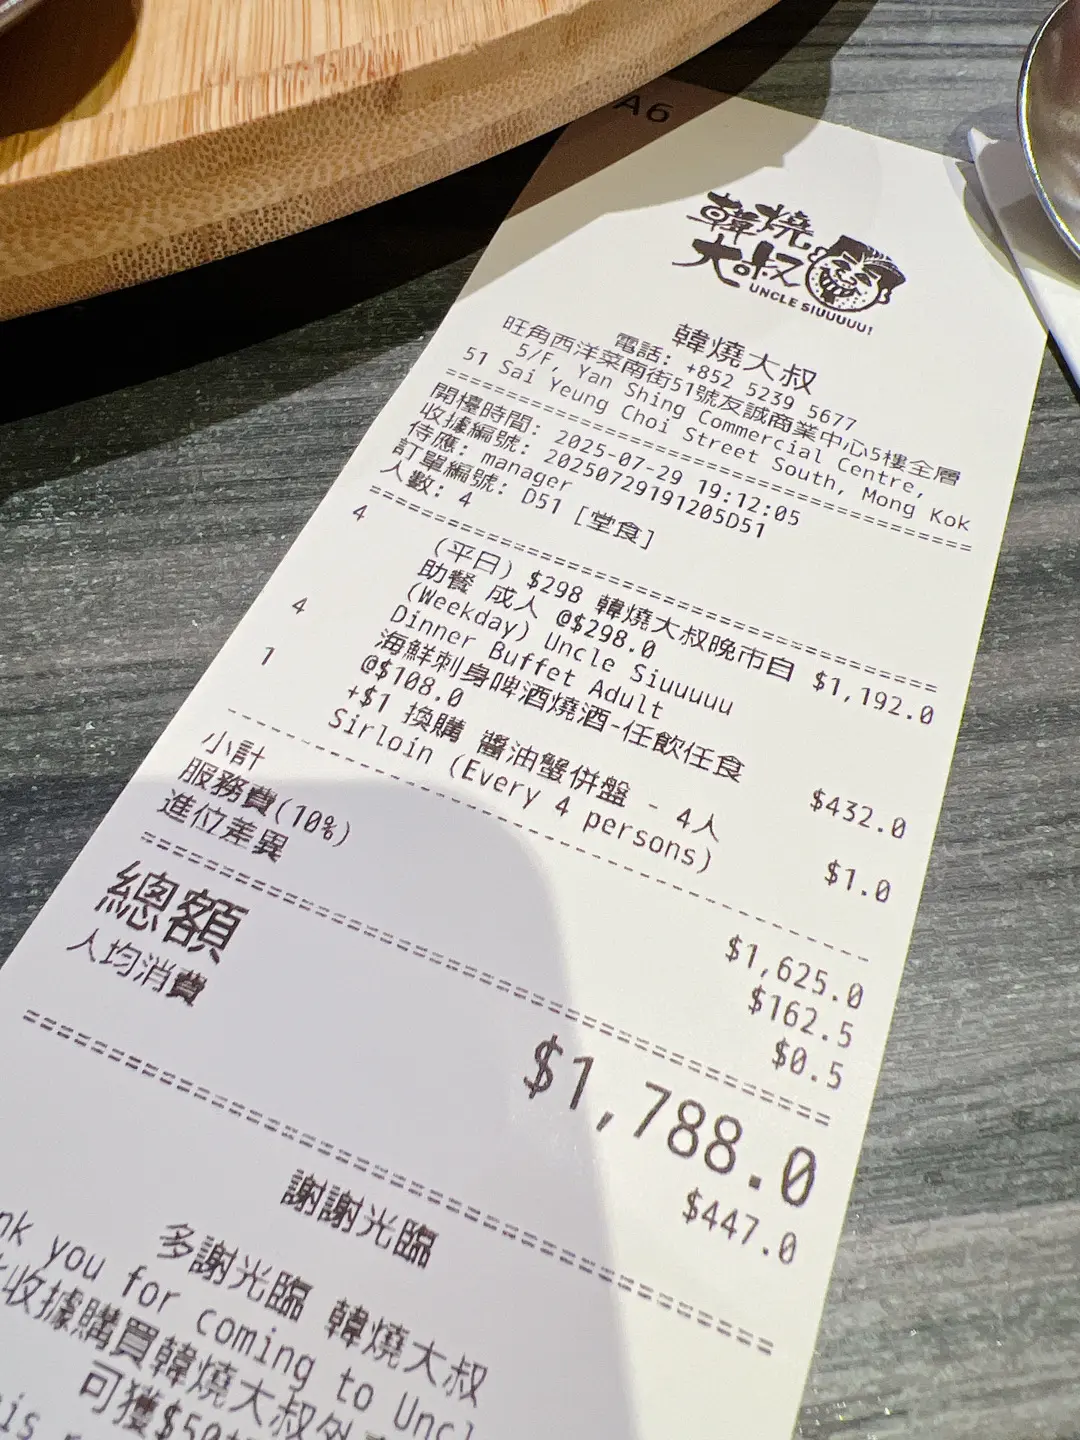 A6
韓燒
大叔
UNCLE SIUUUUU!
韓燒大叔
電話: +852 5239 5677
旺角西洋菜南街51號友誠商業中心5樓全層
5/F, Yan Shing Commercial Centre,
51 Sai Yeung Choi Street South, Mong Kok
開檯時間: 2025-07-29 19:12:05
收據編號: 20250729191205D51
侍應: manager
訂單編號: D51 [堂食]
人數: 4
4 (平日) $298 韓燒大叔晚市自 $1,192.0
助餐 成人 @$298.0
(Weekday) Uncle Siuuuuu
Dinner Buffet Adult
4 海鮮刺身啤酒燒酒-任飲任食 $432.0
@$108.0
1 +$1 換購 醬油蟹併盤 - 4人 $1.0
Sirloin (Every 4 persons)
小計 $1,625.0
服務費(10%) $162.5
進位差異 $0.5
總額 $1,788.0
人均消費 $447.0
謝謝光臨
多謝光臨 韓燒大叔
you for coming to
收據購買韓燒大叔外
可獲$50